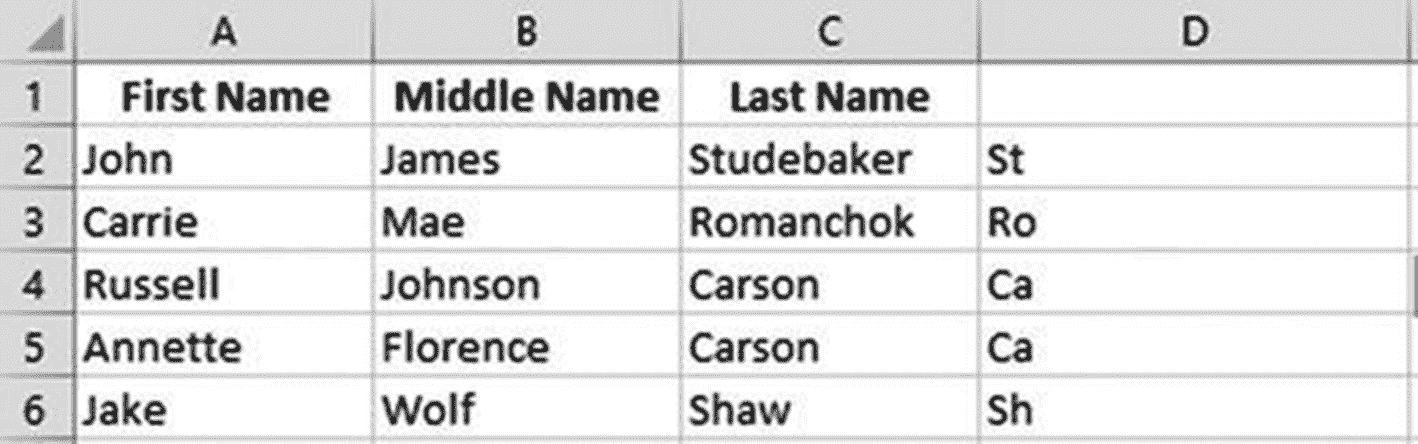 A B C D
1 First Name Middle Name Last Name
2 John James Studebaker St
3 Carrie Mae Romanchok Ro
4 Russell Johnson Carson Ca
5 Annette Florence Carson Ca
6 Jake Wolf Shaw Sh